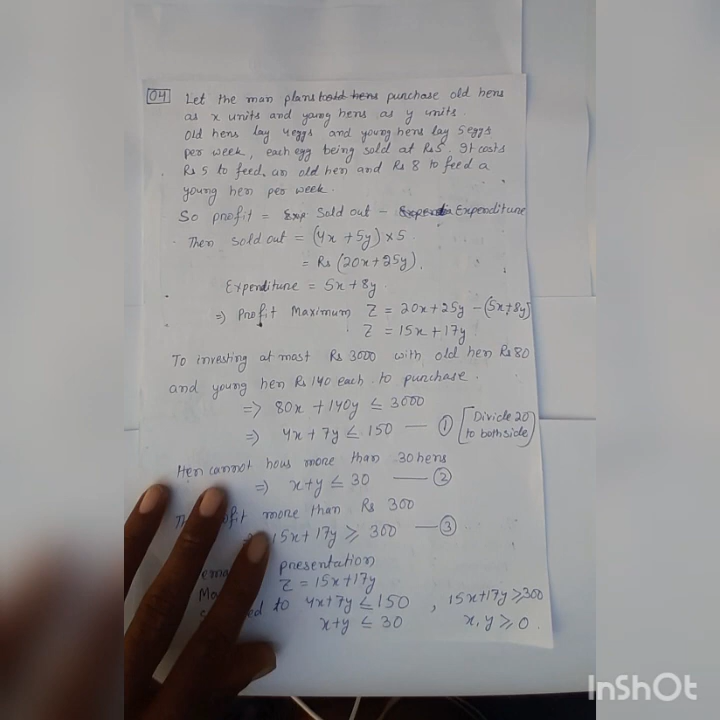 04 Let the man plans to purchase old hens
as x units and young hens as y units.
Old hens lay 4 eggs and young hens lay 5 eggs
per week, each egg being sold at Rs 5. It costs
Rs 5 to feed an old hen and Rs 8 to feed a
young hen per week.
So profit = Sold out - Expenditure
Then sold out = (4x + 5y) × 5
= Rs (20x + 25y).
Expenditure = 5x + 8y
⇒ Profit Maximum Z = 20x + 25y - (5x + 8y)
Z = 15x + 17y
To investing at most Rs 3000 with old hen Rs 80
and young hen Rs 140 each to purchase.
⇒ 80x + 140y ≤ 3000
⇒ 4x + 7y ≤ 150 — ① [Divide 20
to both side]
Hen cannot hous more than 30 hens
⇒ x + y ≤ 30 — ②
more than Rs 300
15x + 17y ≥ 300 — ③
presentation
Z = 15x + 17y
to 4x + 7y ≤ 150 , 15x + 17y ≥ 300
x + y ≤ 30 x, y ≥ 0.
InShOt